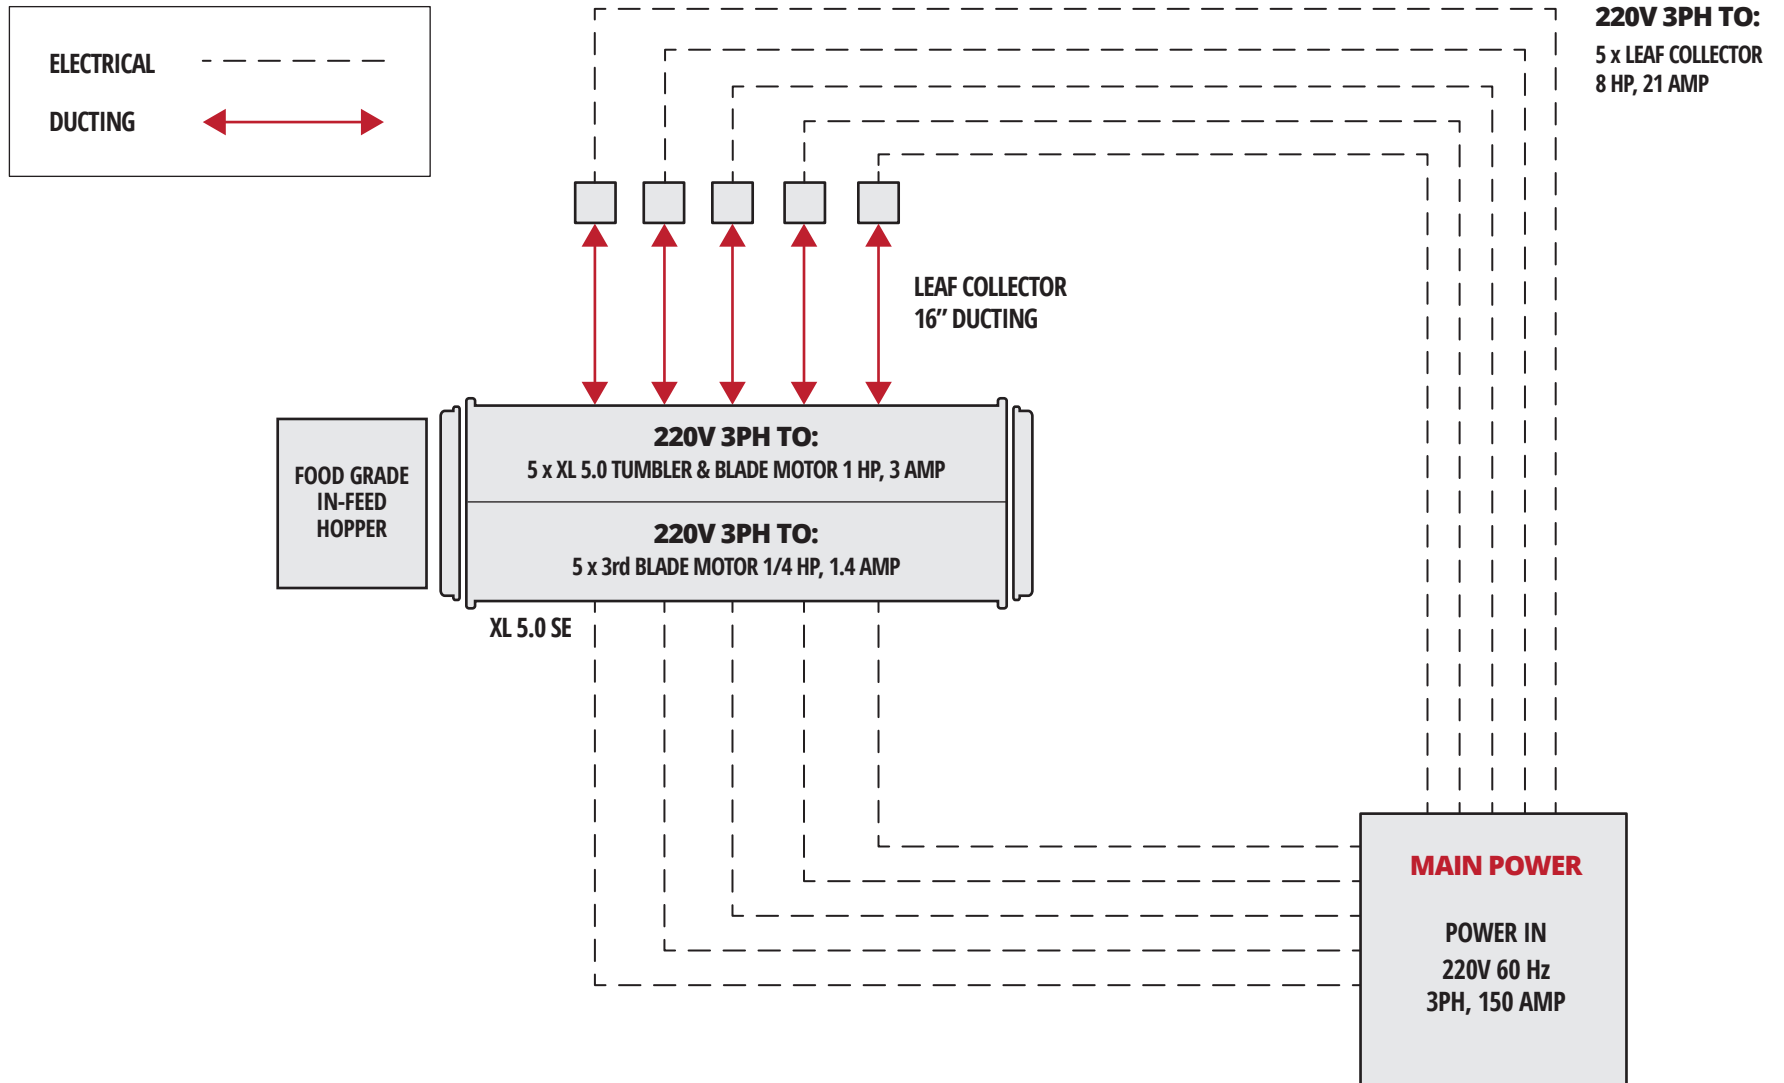 ELECTRICAL
DUCTING
220V 3PH TO:
5 x LEAF COLLECTOR
8 HP, 21 AMP
LEAF COLLECTOR
16” DUCTING
FOOD GRADE
IN-FEED
HOPPER
220V 3PH TO:
5 x XL 5.0 TUMBLER & BLADE MOTOR 1 HP, 3 AMP
220V 3PH TO:
5 x 3rd BLADE MOTOR 1/4 HP, 1.4 AMP
XL 5.0 SE
MAIN POWER
POWER IN
220V 60 Hz
3PH, 150 AMP